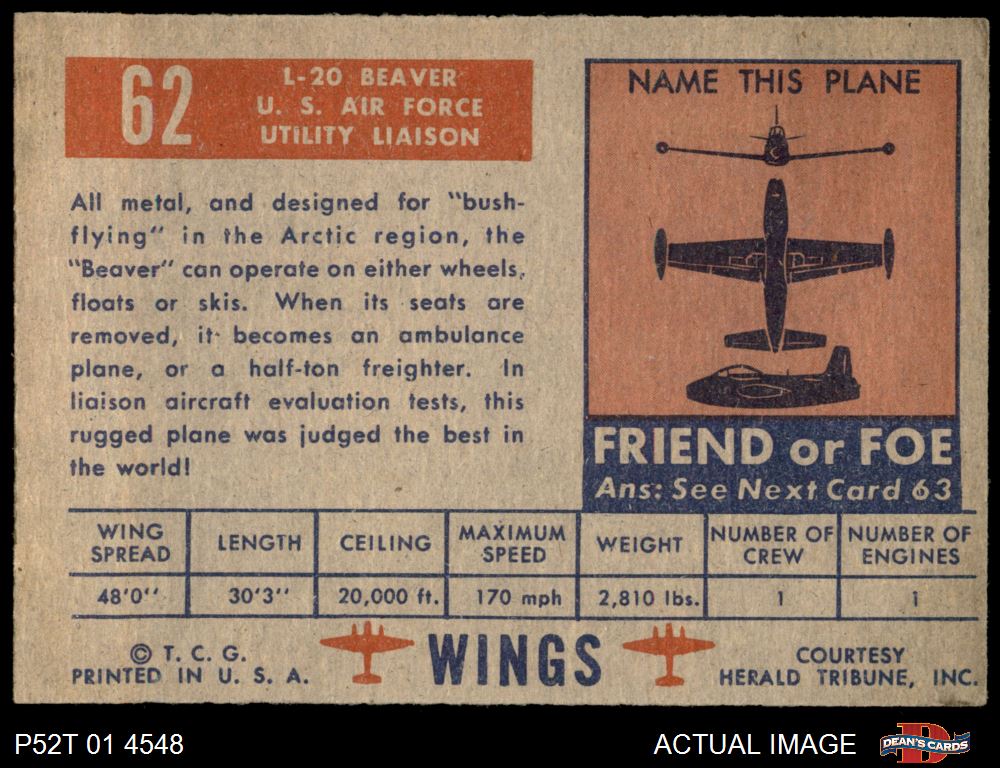 62
L-20 BEAVER
U. S. AIR FORCE
UTILITY LIAISON
All metal, and designed for "bush-
flying" in the Arctic region, the
"Beaver" can operate on either wheels,
floats or skis. When its seats are
removed, it becomes an ambulance
plane, or a half-ton freighter. In
liaison aircraft evaluation tests, this
rugged plane was judged the best in
the world!
NAME THIS PLANE
FRIEND or FOE
Ans: See Next Card 63
WING SPREAD LENGTH CEILING MAXIMUM SPEED WEIGHT NUMBER OF CREW NUMBER OF ENGINES
48'0'' 30'3'' 20,000 ft. 170 mph 2,810 lbs. 1 1
© T. C. G.
PRINTED IN U. S. A.
WINGS
COURTESY
HERALD TRIBUNE, INC.
P52T 01 4548
ACTUAL IMAGE
DEAN'S CARDS